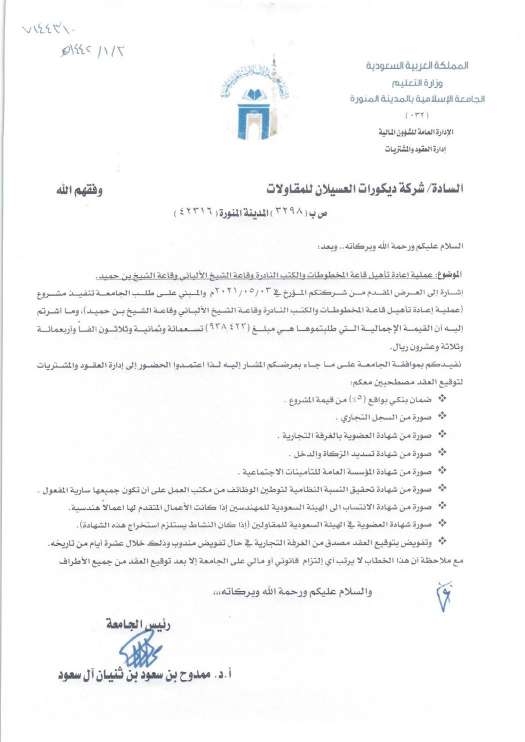 ٧١٤٤٣١٠
١٤٤٢/١/٢
المملكة العربية السعودية
وزارة التعليم
الجامعة الإسلامية بالمدينة المنورة
(٠٣٢)
الإدارة العامة للشؤون المالية
إدارة العقود والمشتريات
السادة/ شركة ديكورات العسيلان للمقاولات وفقهم الله
ص ب (٣٢٩٨) المدينة المنورة (٤٢٣١٦)
السلام عليكم ورحمة الله وبركاته .. وبعد:
الموضوع: عملية إعادة تأهيل قاعة المخطوطات والكتب النادرة وقاعة الشيخ الألباني وقاعة الشيخ بن حميد.
إشارة إلى العرض المقدم من شركتكم المؤرخ في ٢٠٢١/٠٥/٠٣م والمبني على طلب الجامعة تنفيذ مشروع
(عملية إعادة تأهيل قاعة المخطوطات والكتب النادرة وقاعة الشيخ الألباني وقاعة الشيخ بن حميد)، وما أشرتم
إليه أن القيمة الإجمالية التي طلبتموها هي مبلغ (٩٣٨٤٢٣) تسعمائة وثمانية وثلاثون ألفاً وأربعمائة
وثلاثة وعشرون ريال.
نفيدكم بموافقة الجامعة على ما جاء بعرضكم المشار إليه لذا اعتمدوا الحضور إلى إدارة العقود والمشتريات
لتوقيع العقد مصطحبين معكم:
❖ ضمان بنكي بواقع (٥%) من قيمة المشروع .
❖ صورة من السجل التجاري .
❖ صورة من شهادة العضوية بالغرفة التجارية .
❖ صورة من شهادة تسديد الزكاة والدخل .
❖ صورة من شهادة المؤسسة العامة للتأمينات الاجتماعية .
❖ صورة من شهادة تحقيق النسبة النظامية لتوطين الوظائف من مكتب العمل على أن تكون جميعها سارية المفعول .
❖ صورة من شهادة الانتساب الى الهيئة السعودية للمهندسين إذا كانت الأعمال المتقدم لها اعمالاً هندسية.
❖ صورة شهادة العضوية في الهيئة السعودية للمقاولين (إذا كان النشاط يستلزم استخراج هذه الشهادة).
❖ وتفويض بتوقيع العقد مصدق من الغرفة التجارية في حال تفويض مندوب وذلك خلال عشرة أيام من تاريخه.
مع ملاحظة أن هذا الخطاب لا يرتب أي إلتزام قانوني أو مالي على الجامعة إلا بعد توقيع العقد من جميع الأطراف
والسلام عليكم ورحمة الله وبركاته،،،
رئيس الجامعة
أ.د. ممدوح بن سعود بن ثنيان آل سعود